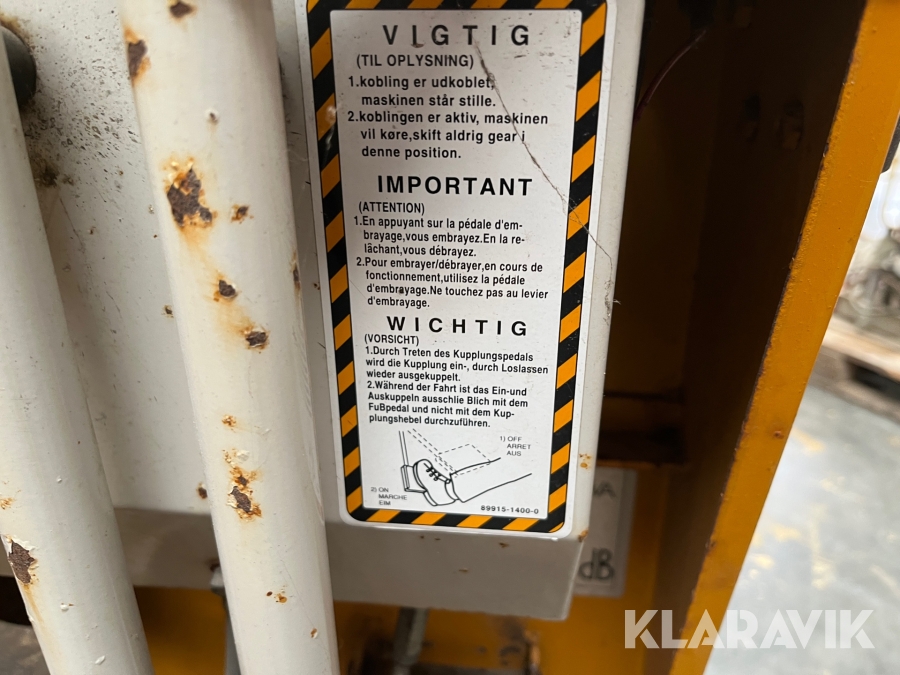 VIGTIG
(TIL OPLYSNING)
1.kobling er udkoblet,
maskinen står stille.
2.koblingen er aktiv, maskinen
vil køre,skift aldrig gear i
denne position.
IMPORTANT
(ATTENTION)
1.En appuyant sur la pédale d'em-
brayage,vous embrayez.En la re-
lâchant,vous débrayez.
2.Pour embrayer/débrayer,en cours de
fonctionnement,utilisez la pédale
d'embrayage.Ne touchez pas au levier
d'embrayage.
WICHTIG
(VORSICHT)
1.Durch Treten des Kupplungspedals
wird die Kupplung ein-, durch Loslassen
wieder ausgekuppelt.
2.Während der Fahrt ist das Ein-und
Auskuppeln ausschlie Blich mit dem
FuBpedal und nicht mit dem Kup-
plungshebel durchzuführen.
1) OFF
ARRET
AUS
2) ON
MARCHE
EIM
89915-1400-0
dB
KLARAVIK